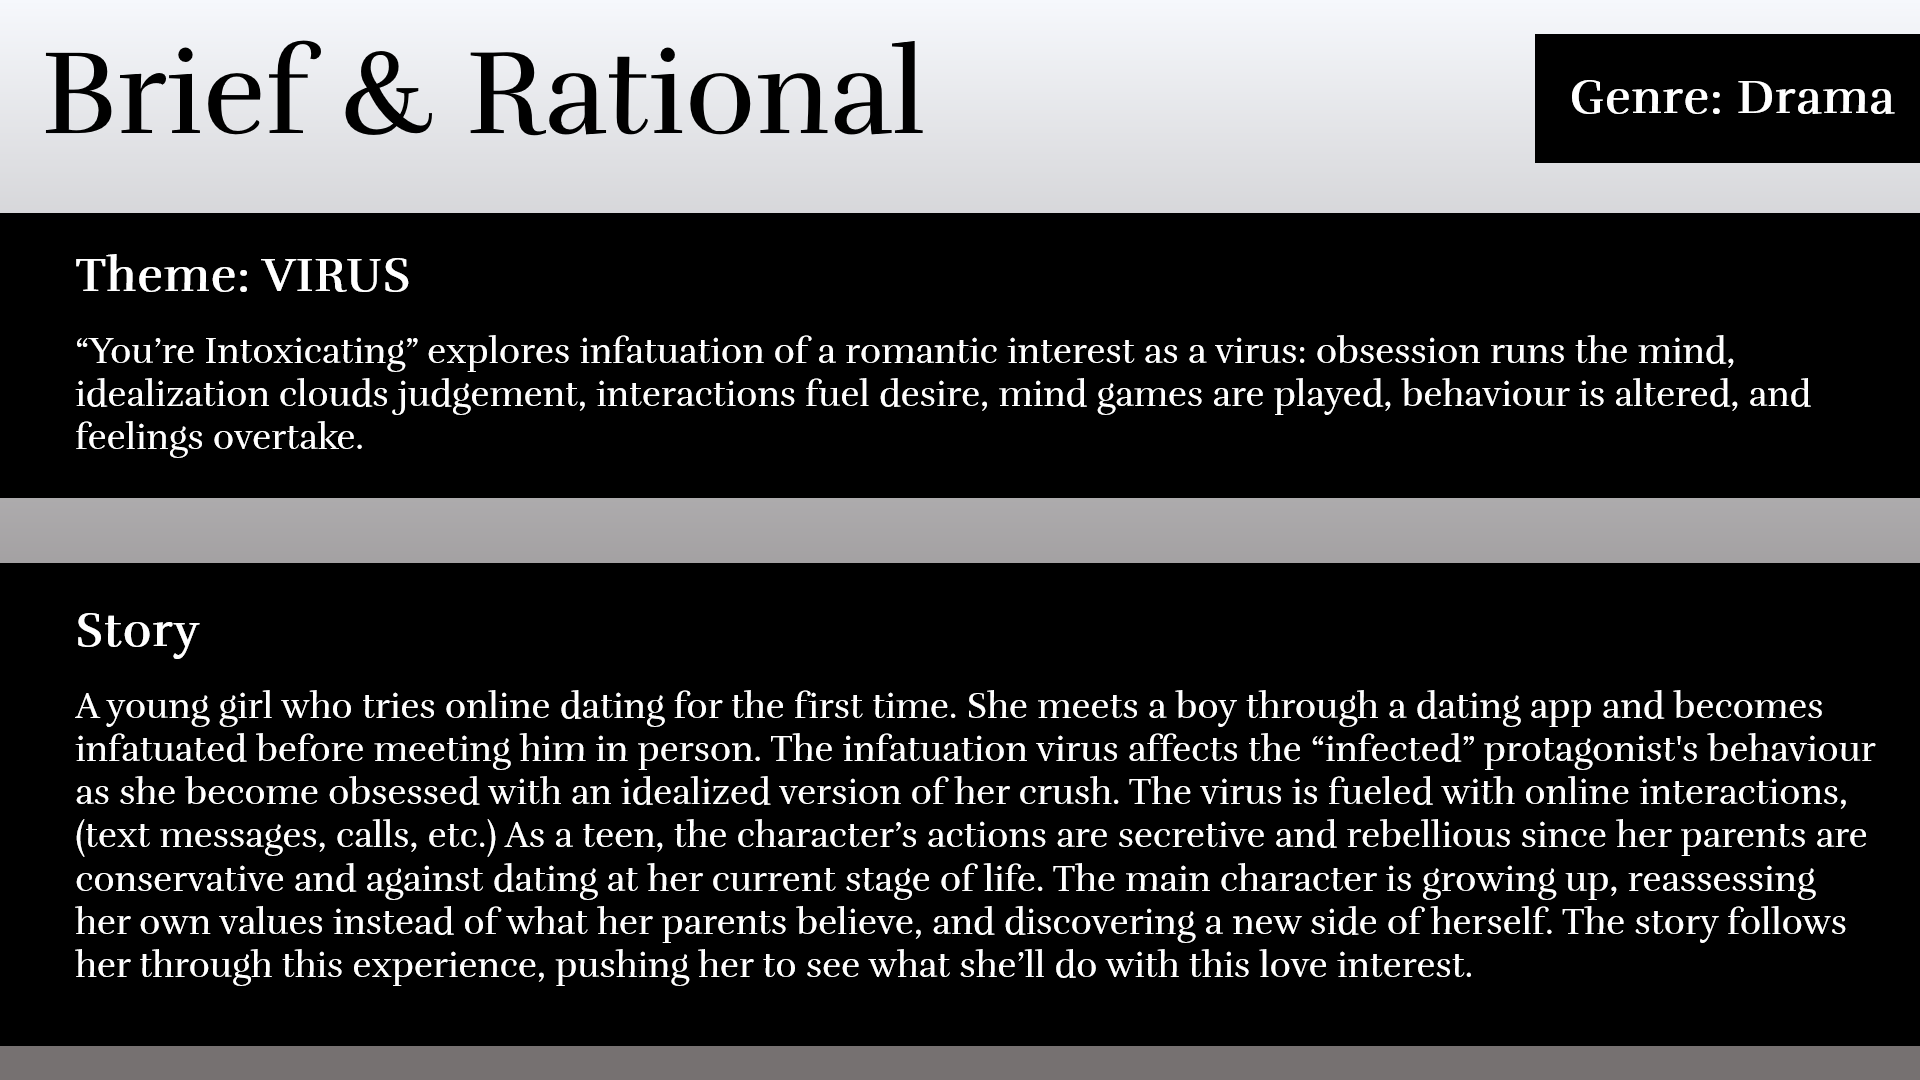 Brief & Rational
Genre: Drama
Theme: VIRUS
“You’re Intoxicating” explores infatuation of a romantic interest as a virus: obsession runs the mind,
idealization clouds judgement, interactions fuel desire, mind games are played, behaviour is altered, and
feelings overtake.
Story
A young girl who tries online dating for the first time. She meets a boy through a dating app and becomes
infatuated before meeting him in person. The infatuation virus affects the “infected” protagonist's behaviour
as she become obsessed with an idealized version of her crush. The virus is fueled with online interactions,
(text messages, calls, etc.) As a teen, the character’s actions are secretive and rebellious since her parents are
conservative and against dating at her current stage of life. The main character is growing up, reassessing
her own values instead of what her parents believe, and discovering a new side of herself. The story follows
her through this experience, pushing her to see what she’ll do with this love interest.